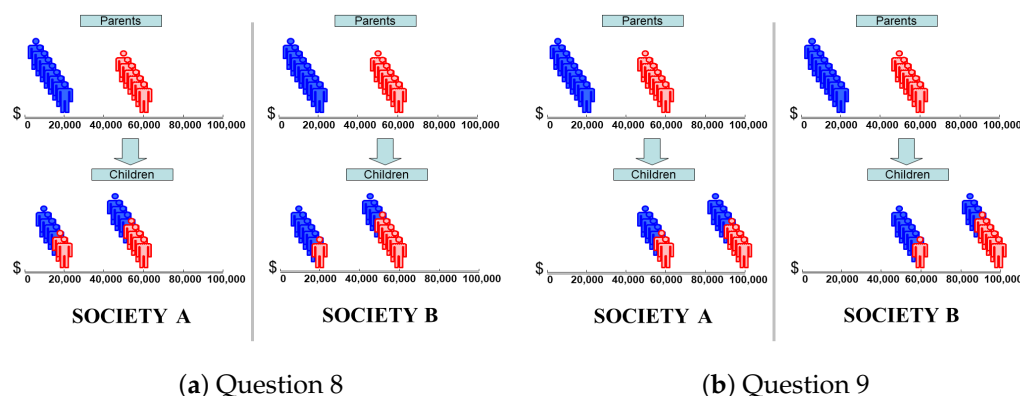 Parents Parents Parents Parents
$
0 20,000 40,000 60,000 80,000 100,000 0 20,000 40,000 60,000 80,000 100,000 $ 0 20,000 40,000 60,000 80,000 100,000 0 20,000 40,000 60,000 80,000 100,000
Children Children Children Children
$
0 20,000 40,000 60,000 80,000 100,000 0 20,000 40,000 60,000 80,000 100,000 $ 0 20,000 40,000 60,000 80,000 100,000 0 20,000 40,000 60,000 80,000 100,000
SOCIETY A SOCIETY B SOCIETY A SOCIETY B
(a) Question 8 (b) Question 9